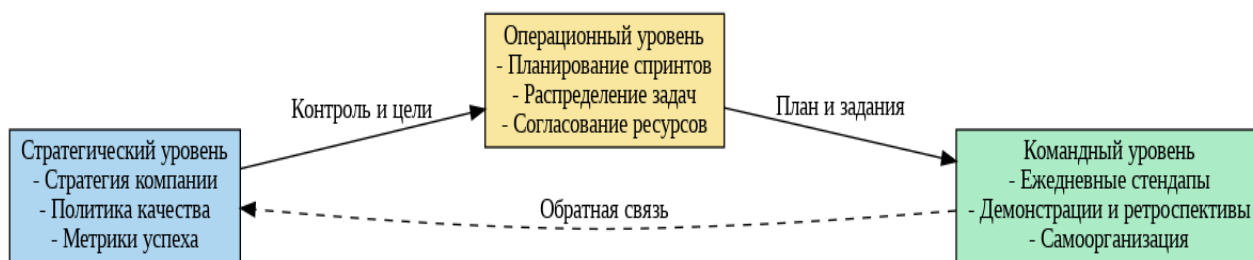 Операционный уровень
- Планирование спринтов
- Распределение задач
- Согласование ресурсов
Контроль и цели
План и задания
Стратегический уровень
- Стратегия компании
- Политика качества
- Метрики успеха
Командный уровень
- Ежедневные стендапы
- Демонстрации и ретроспективы
- Самоорганизация
Обратная связь